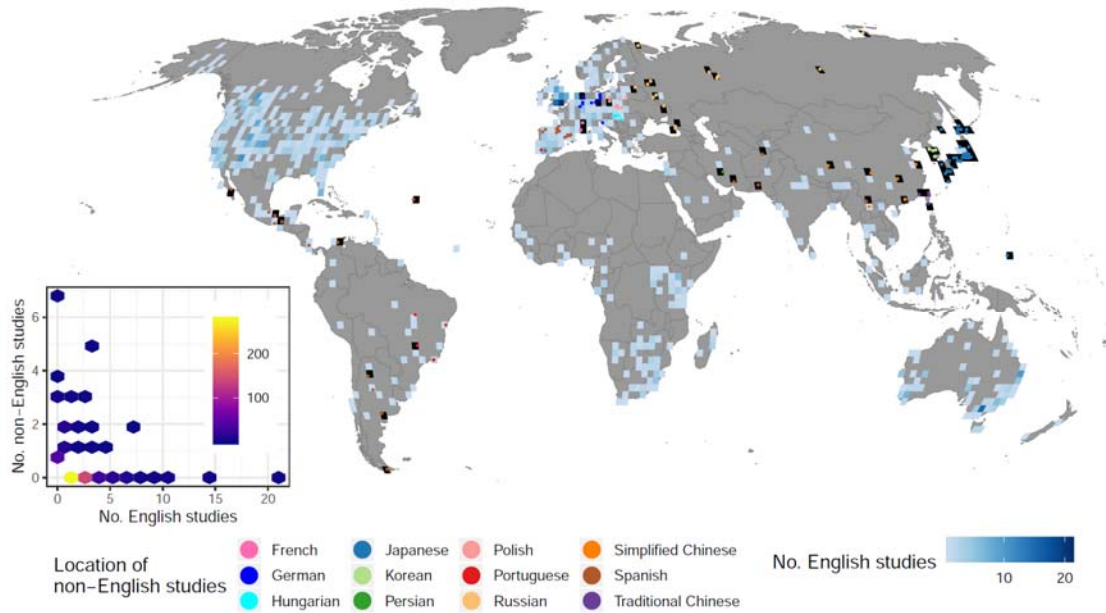 No. non-English studies
6
4
2
0
200
100
0
5
10
15
20
No. English studies
Location of
non-English studies
French
German
Hungarian
Japanese
Korean
Persian
Polish
Portuguese
Russian
Simplified Chinese
Spanish
Traditional Chinese
No. English studies
10
20